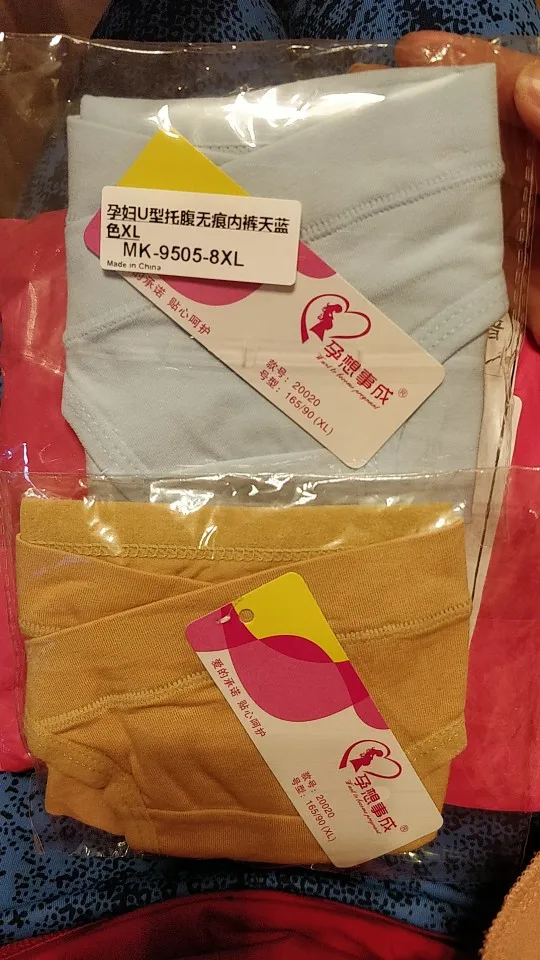 孕妇U型托腹无痕内裤天蓝
色XL
MK-9505-8XL
Made in China
的承诺 贴心呵护
孕想事成®
款号：20020
号型：165/90(XL)
爱的承诺 贴心呵护
孕想事成®
款号：20020
号型：165/90(XL)